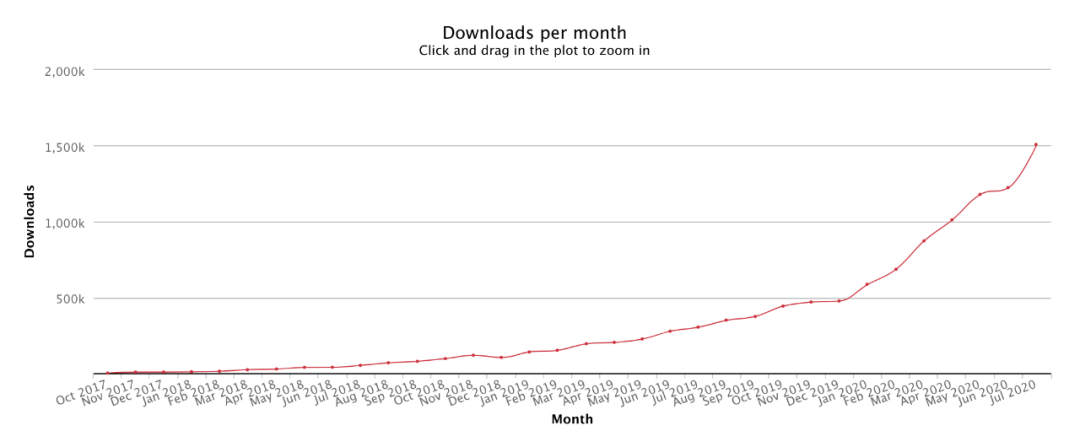 Downloads per month
Click and drag in the plot to zoom in
2,000k
1,500k
1,000k
500k
Downloads
Oct 2017
Nov 2017
Dec 2017
Jan 2018
Feb 2018
Mar 2018
Apr 2018
May 2018
Jun 2018
Jul 2018
Aug 2018
Sep 2018
Oct 2018
Nov 2018
Dec 2018
Jan 2019
Feb 2019
Mar 2019
Apr 2019
May 2019
Jun 2019
Jul 2019
Aug 2019
Sep 2019
Oct 2019
Nov 2019
Dec 2019
Jan 2020
Feb 2020
Mar 2020
Apr 2020
May 2020
Jun 2020
Jul 2020
Month